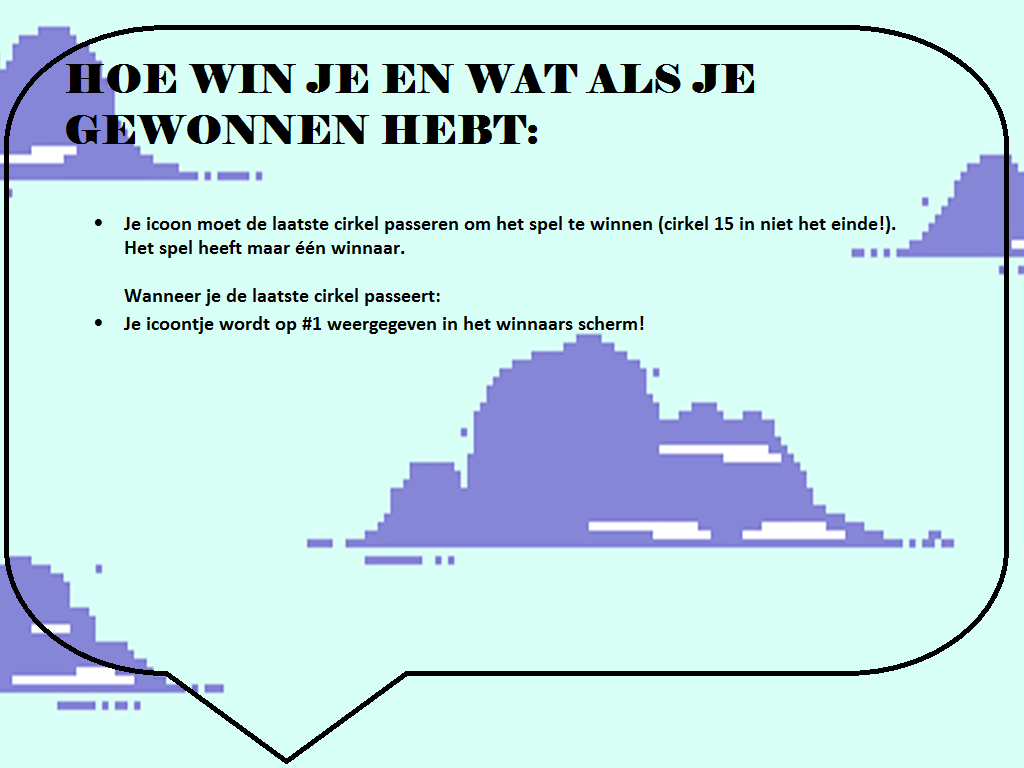 HOE WIN JE EN WAT ALS JE
GEWONNEN HEBT:
• Je icoon moet de laatste cirkel passeren om het spel te winnen (cirkel 15 in niet het einde!).
Het spel heeft maar één winnaar.
Wanneer je de laatste cirkel passeert:
• Je icoontje wordt op #1 weergegeven in het winnaars scherm!